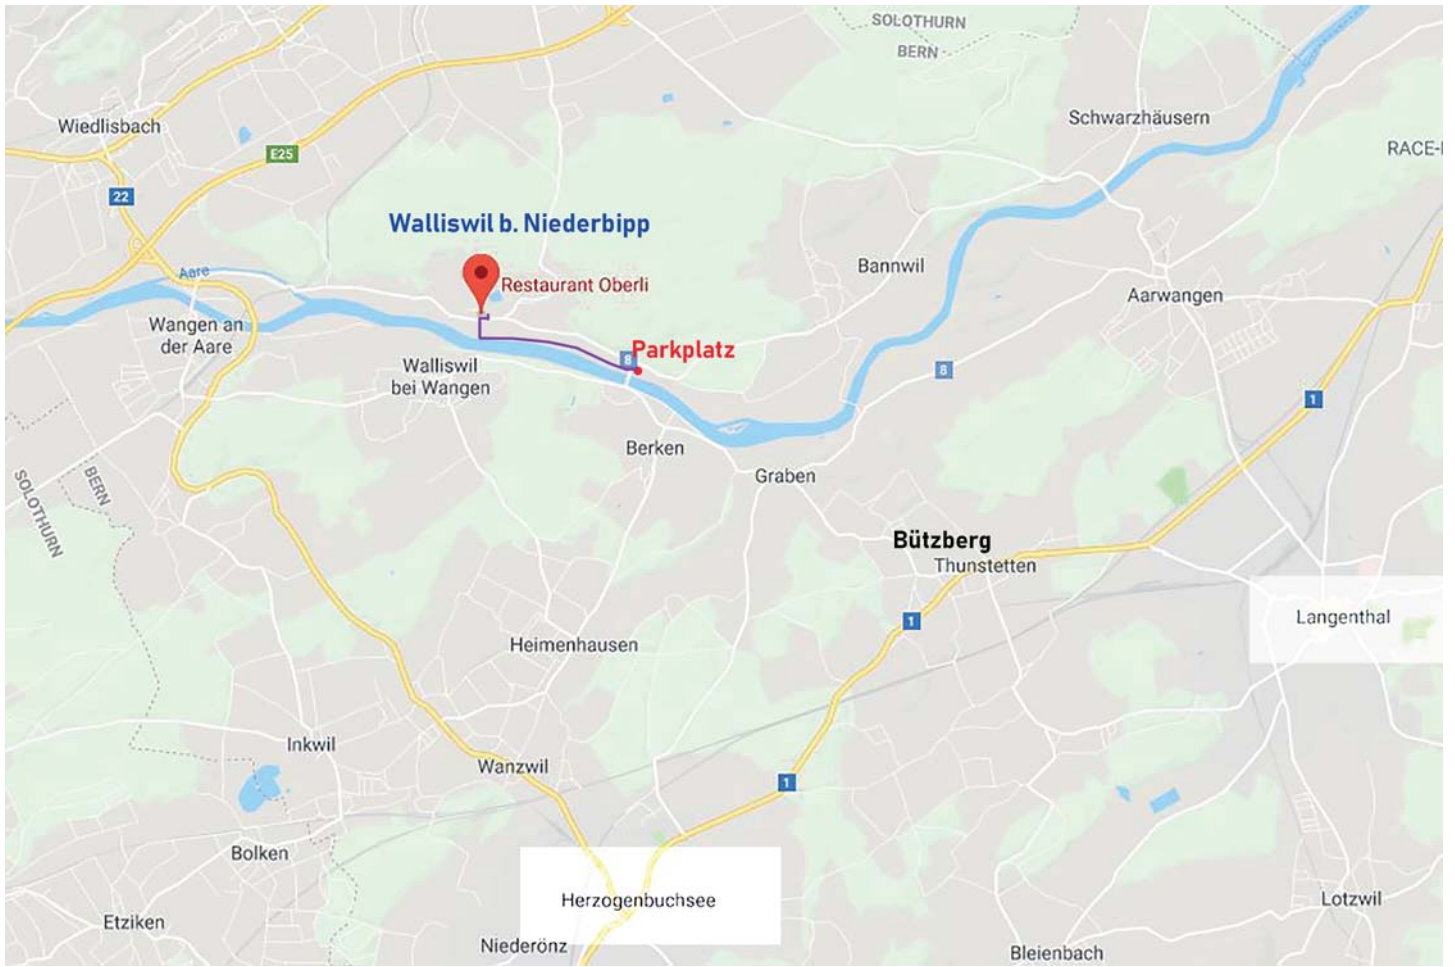 SOLOTHURN
BERN
Wiedlisbach
Schwarzhäusern
E25
RACE-
22
Walliswil b. Niederbipp
Aare
Restaurant Oberli
Bannwil
Aarwangen
Wangen an
der Aare
Parkplatz
8
Walliswil
bei Wangen
8
1
Berken
Graben
SOLOTHURN
BERN
Bützberg
Thunstetten
1
Langenthal
Heimenhausen
Inkwil
Wanzwil
1
Bolken
Herzogenbuchsee
Lotzwil
Etziken
Niederönz
Bleienbach